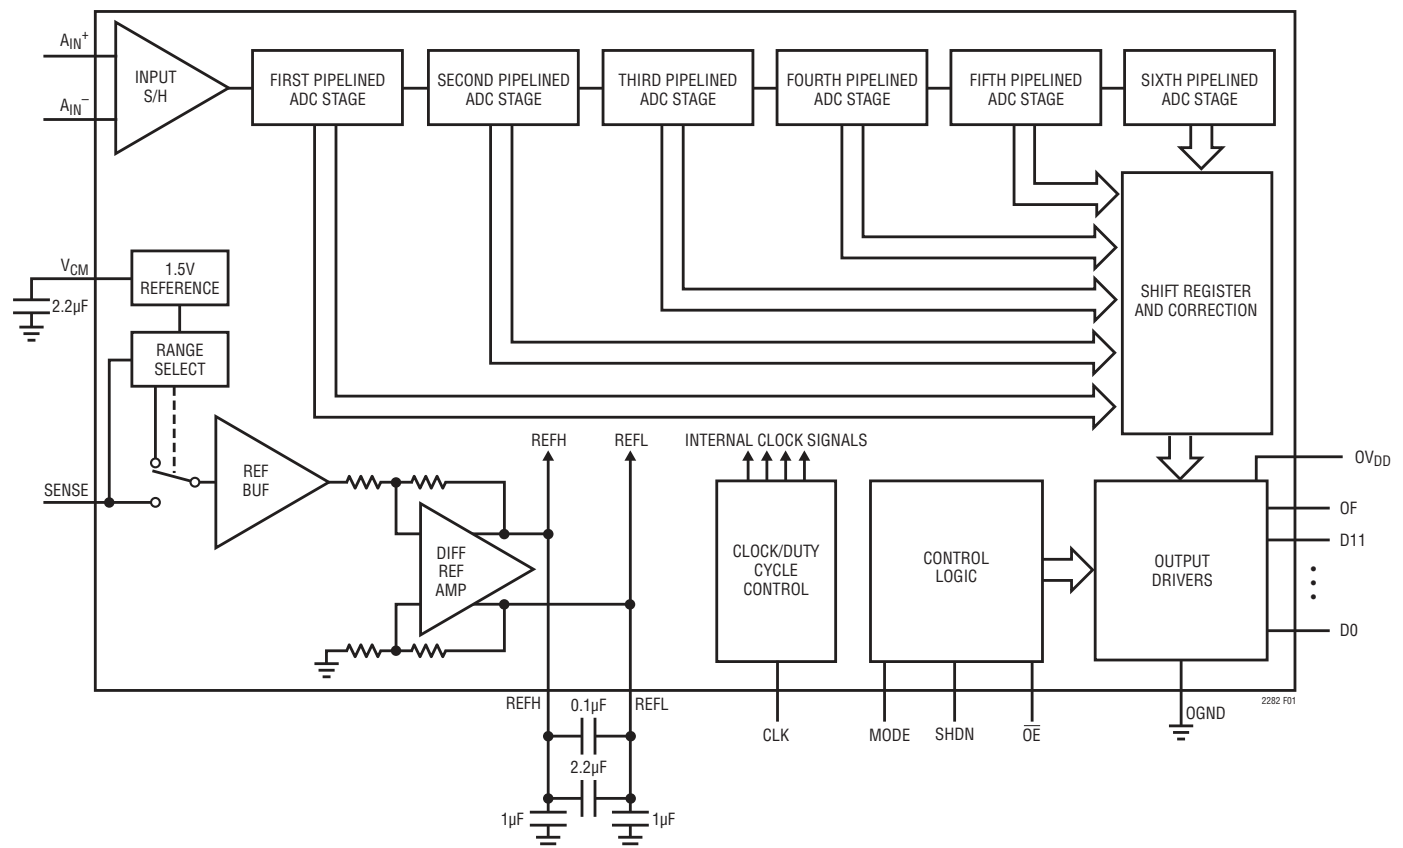 AIN+
AIN–
INPUT
S/H
FIRST PIPELINED
ADC STAGE
SECOND PIPELINED
ADC STAGE
THIRD PIPELINED
ADC STAGE
FOURTH PIPELINED
ADC STAGE
FIFTH PIPELINED
ADC STAGE
SIXTH PIPELINED
ADC STAGE
VCM
2.2µF
1.5V
REFERENCE
RANGE
SELECT
SHIFT REGISTER
AND CORRECTION
SENSE
REF
BUF
DIFF
REF
AMP
REFH
REFL
INTERNAL CLOCK SIGNALS
CLOCK/DUTY
CYCLE
CONTROL
CONTROL
LOGIC
OUTPUT
DRIVERS
OVDD
OF
D11
D0
REFH
0.1µF
REFL
2.2µF
1µF
1µF
CLK
MODE
SHDN
O̅E̅
OGND
2282 F01